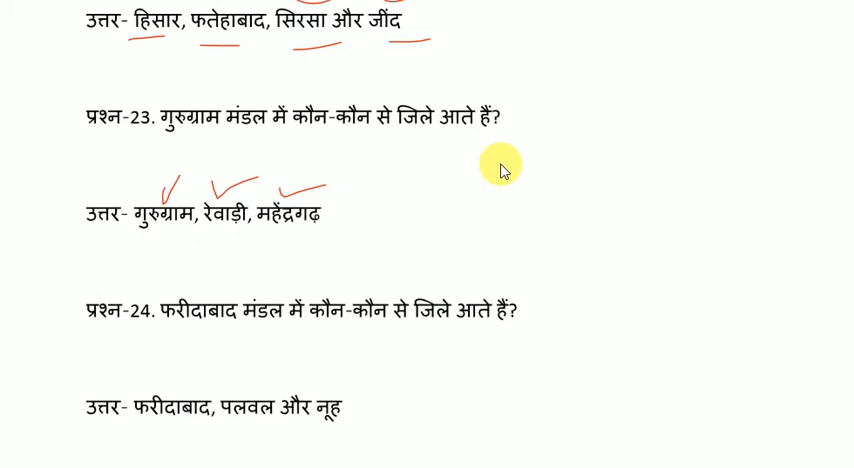 उत्तर- हिसार, फतेहाबाद, सिरसा और जींद
प्रश्न-23. गुरुग्राम मंडल में कौन-कौन से जिले आते हैं?
उत्तर- गुरुग्राम, रेवाड़ी, महेंद्रगढ़
प्रश्न-24. फरीदाबाद मंडल में कौन-कौन से जिले आते हैं?
उत्तर- फरीदाबाद, पलवल और नूह